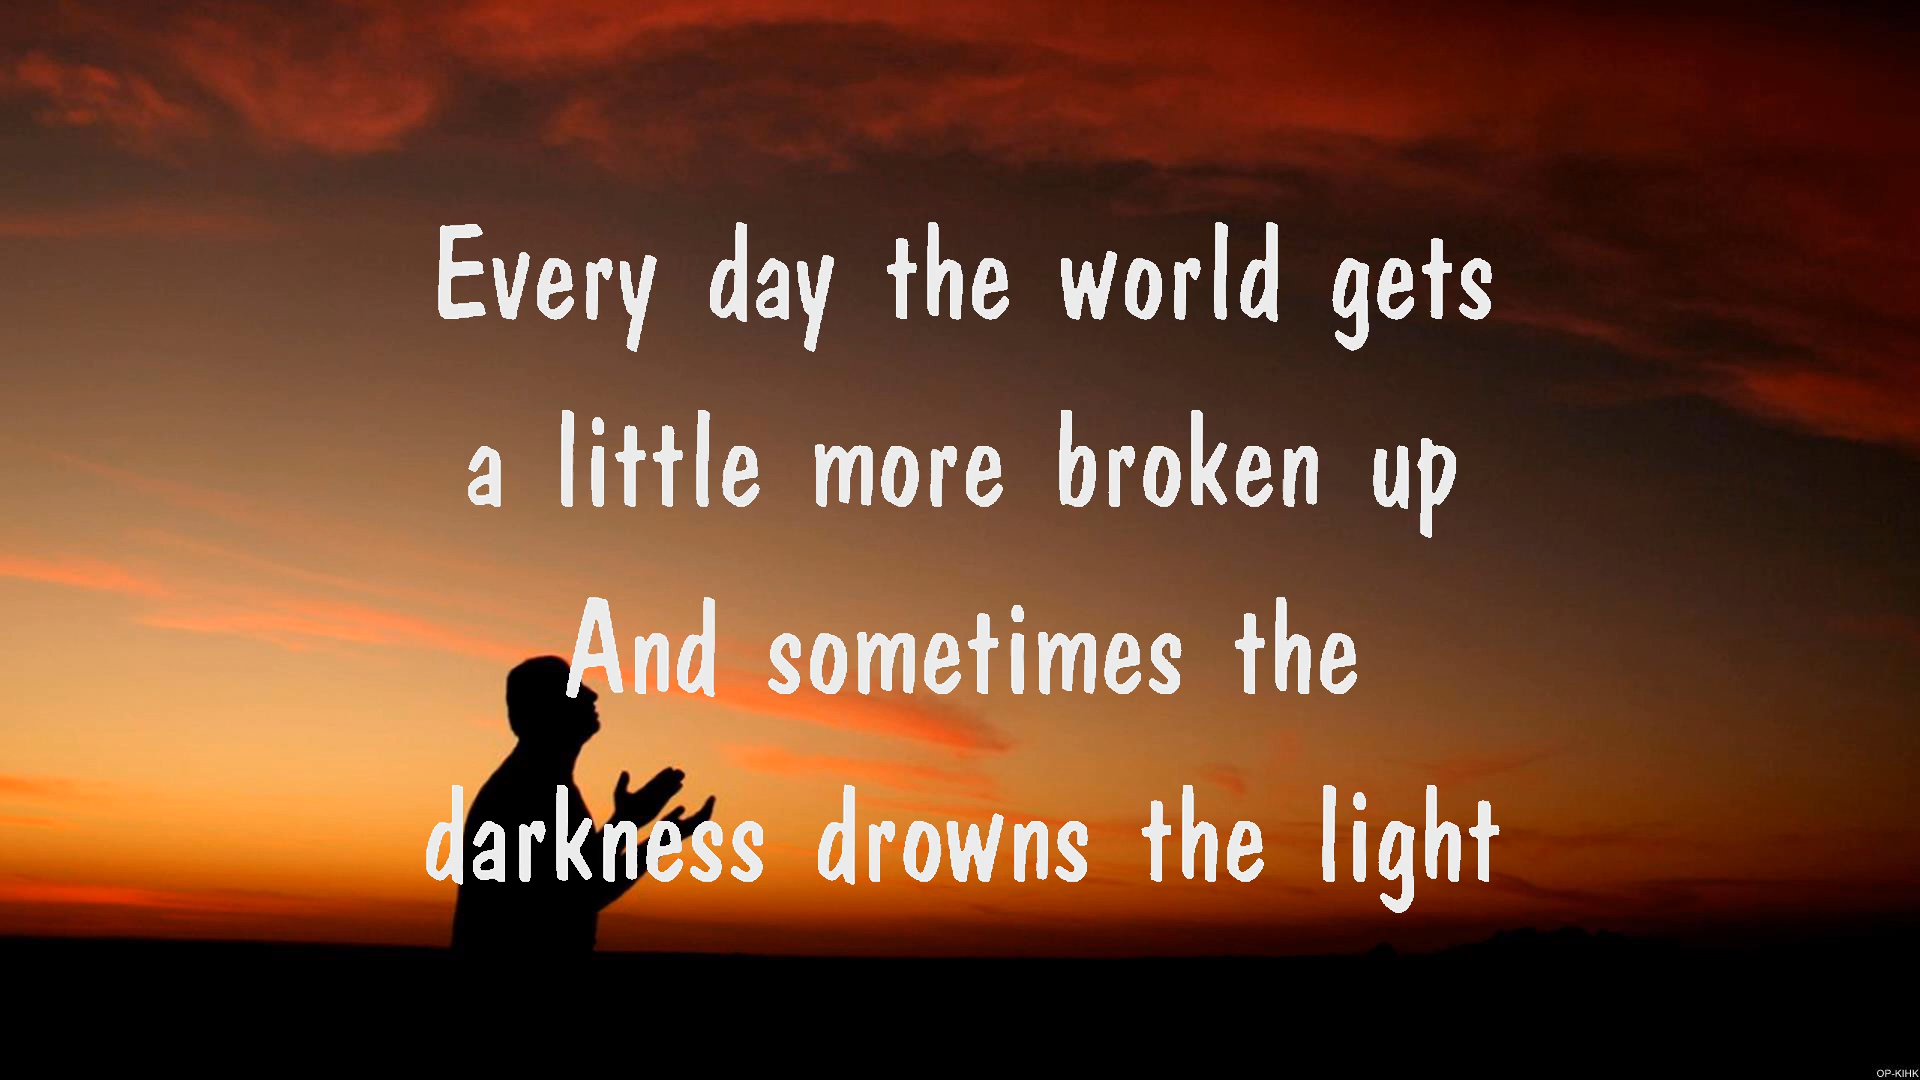 Every day the world gets
a little more broken up
And sometimes the
darkness drowns the light
OP-KIHK